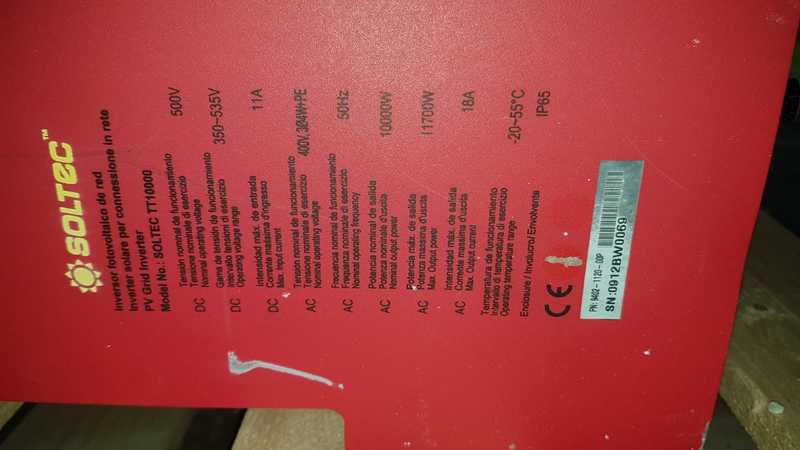 SOLTEC™
Inversor fotovoltaico de red
Inverter solare per connessione in rete
PV Grid Inverter
Model No.: SOLTEC TT10000
DC Tensión nominal de funcionamiento
Tensione nominale di esercizio
Nominal operating voltage
500V
DC Gama de tensión de funcionamiento
Intervallo tensioni di esercizio
Operating voltage range
350~535V
DC Intensidad máx. de entrada
Corrente massima d'ingresso
Max. Input current
11A
AC Tensión nominal de funcionamiento
Tensione nominale di esercizio
Nominal operating voltage
400V, 3/N/W+PE
AC Frecuencia nominal de funcionamiento
Frequenza nominale di esercizio
Nominal operating frequency
50Hz
AC Potencia nominal de salida
Potenza nominale d'uscita
Nominal output power
10000W
AC Potencia máx. de salida
Potenza massima d'uscita
Max. Output power
11700W
AC Intensidad máx. de salida
Corrente massima d'uscita
Max. Output current
18A
Temperatura de funcionamiento
Intervallo di temperatura di esercizio
Operating temperature range
-20~55°C
Enclosure / Involucro/ Envolvente
IP65
CE
PN: 9402-1120-00P
SN:0912BW0069